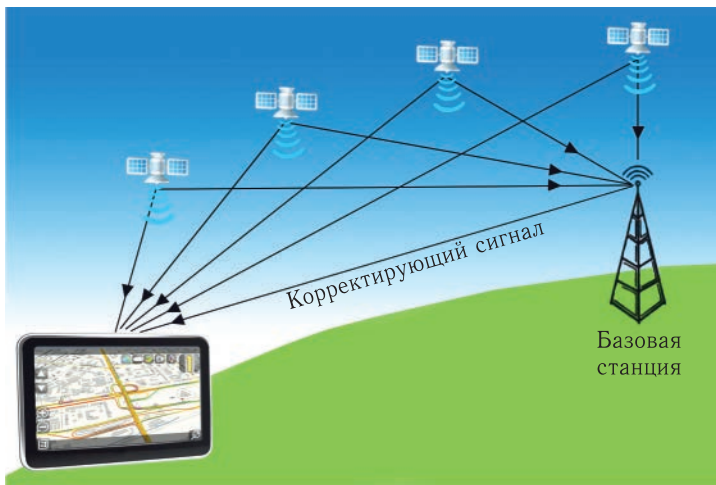 Корректирующий сигнал
Базовая
станция